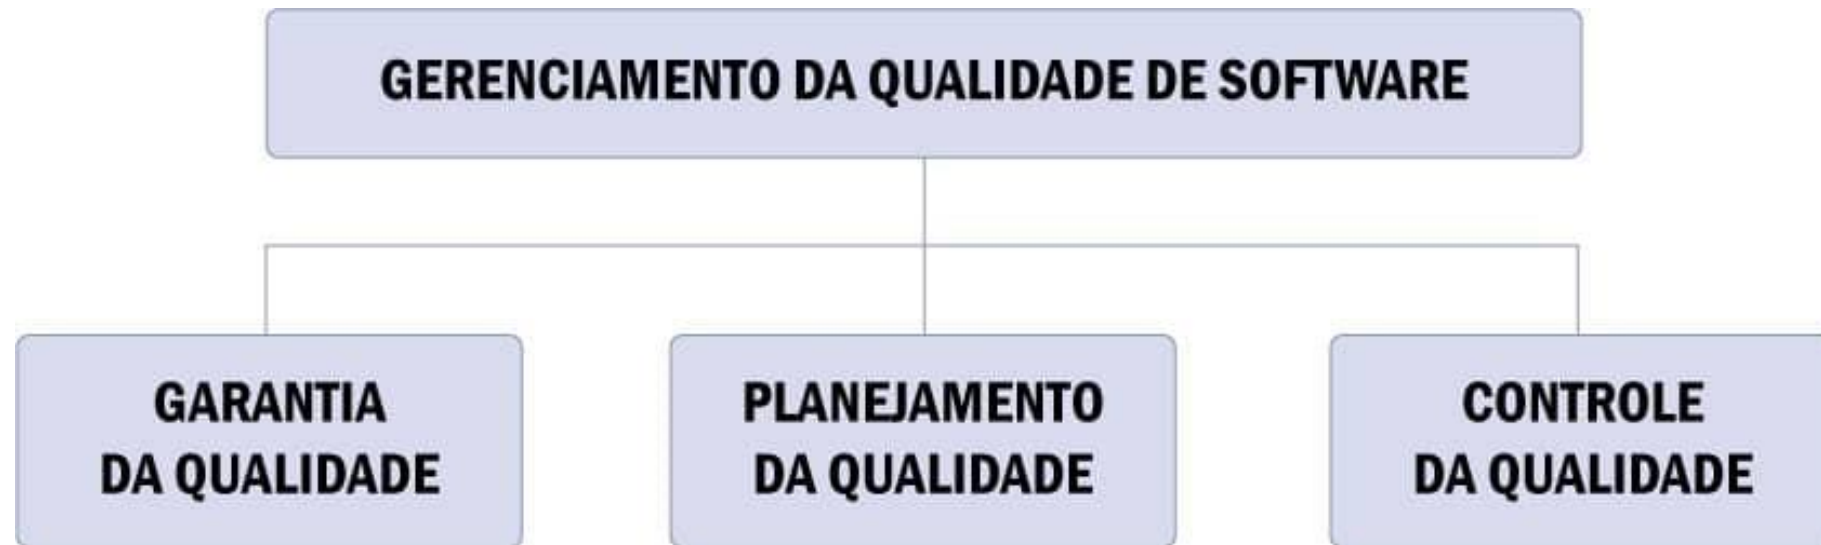 GERENCIAMENTO DA QUALIDADE DE SOFTWARE
GARANTIA
DA QUALIDADE
PLANEJAMENTO
DA QUALIDADE
CONTROLE
DA QUALIDADE